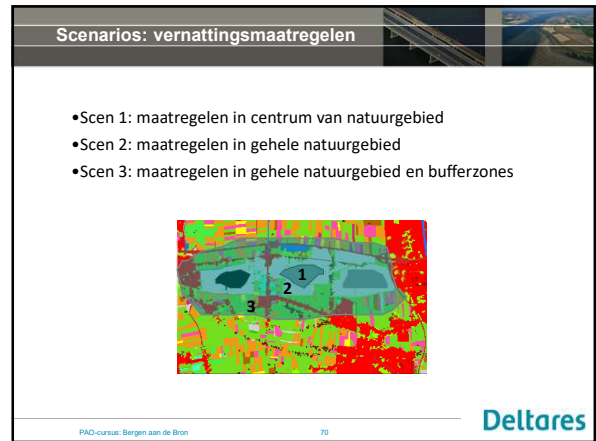 Scenarios: vernattingsmaatregelen
•Scen 1: maatregelen in centrum van natuurgebied
•Scen 2: maatregelen in gehele natuurgebied
•Scen 3: maatregelen in gehele natuurgebied en bufferzones
1
2
3
PAO-cursus: Bergen aan de Bron
70
Deltares